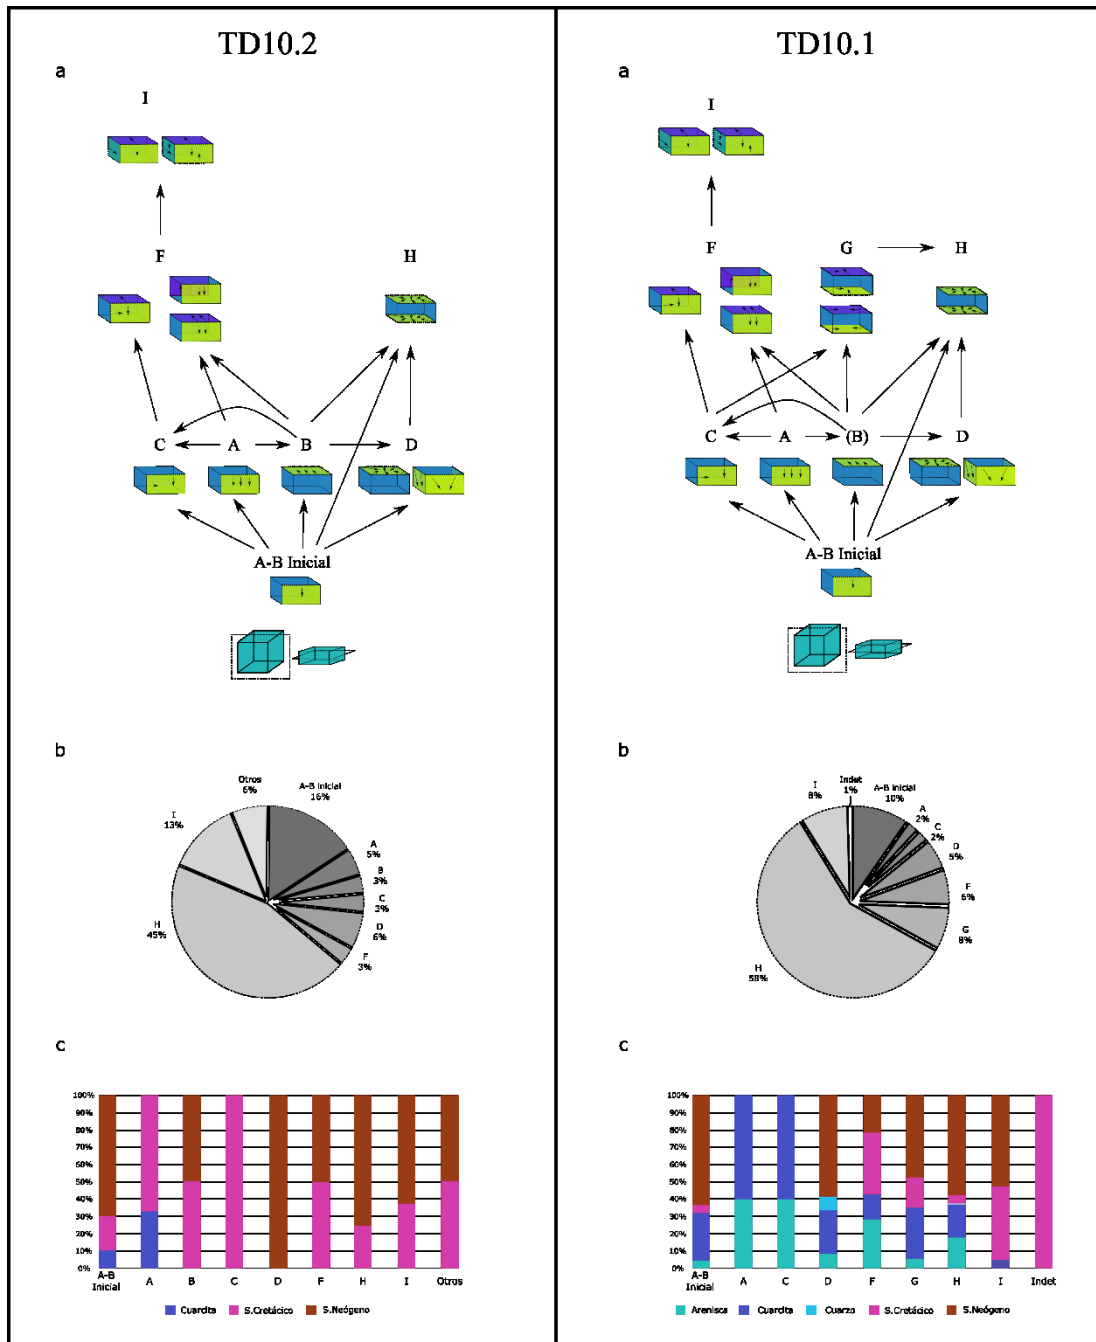 TD10.2
a
I
F
H
C A B D
A-B Inicial
b
Otros
6%
A-B inicial
16%
I
13%
A
5%
B
3%
C
3%
D
6%
F
3%
H
45%
c
100%
90%
80%
70%
60%
50%
40%
30%
20%
10%
0%
A-B Inicial A B C D F H I Otros
Cuarcita S.Cretácico S.Neógeno
TD10.1
a
I
F G H
C A (B) D
A-B Inicial
b
I
8%
Indet
1%
A-B inicial
10%
A
2%
C
2%
D
5%
F
6%
G
8%
H
58%
c
100%
90%
80%
70%
60%
50%
40%
30%
20%
10%
0%
A-B Inicial A C D F G H I Indet
Arenisca Cuarcita Cuarzo S.Cretácico S.Neógeno